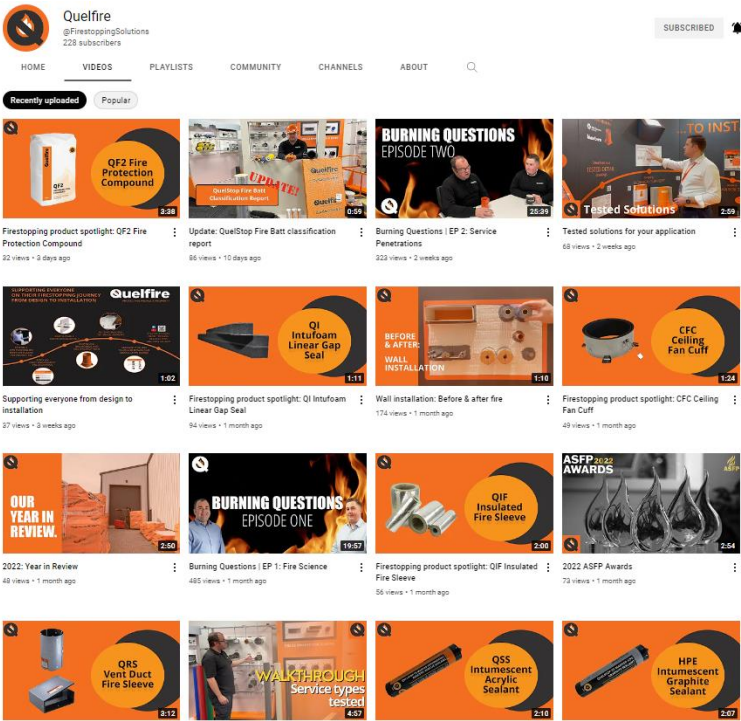 Quelfire
@FirestoppingSolutions
228 subscribers
SUBSCRIBED
HOME VIDEOS PLAYLISTS COMMUNITY CHANNELS ABOUT
Recently uploaded Popular
Quelfire
QF2
QF2 Fire
Protection
Compound
3:38
Firestopping product spotlight: QF2 Fire
Protection Compound
32 views • 3 days ago
Quelfire
UPDATE!
QuelStop Fire Batt
Classification Report
0:59
Update: QuelStop Fire Batt classification
report
86 views • 10 days ago
BURNING QUESTIONS
EPISODE TWO
25:39
Burning Questions | EP 2: Service
Penetrations
323 views • 2 weeks ago
...TO INST
Tested Solutions
2:59
Tested solutions for your application
68 views • 2 weeks ago
SUPPORTING EVERYONE
ON THEIR FIRESTOPPING JOURNEY
FROM DESIGN TO INSTALLATION
Quelfire
1:02
Supporting everyone from design to
installation
37 views • 3 weeks ago
QI
Intufoam
Linear Gap
Seal
1:11
Firestopping product spotlight: QI Intufoam
Linear Gap Seal
94 views • 1 month ago
BEFORE
& AFTER:
WALL
INSTALLATION
1:10
Wall installation: Before & after fire
174 views • 1 month ago
CFC
Ceiling
Fan Cuff
1:24
Firestopping product spotlight: CFC Ceiling
Fan Cuff
49 views • 1 month ago
OUR
YEAR IN
REVIEW.
2:50
2022: Year in Review
48 views • 1 month ago
BURNING QUESTIONS
EPISODE ONE
19:57
Burning Questions | EP 1: Fire Science
485 views • 1 month ago
QIF
Insulated
Fire Sleeve
2:00
Firestopping product spotlight: QIF Insulated
Fire Sleeve
56 views • 1 month ago
ASFP 2022
AWARDS
ASFP
2:54
2022 ASFP Awards
73 views • 1 month ago
QRS
Vent Duct
Fire Sleeve
3:12
WALKTHROUGH
Service types
tested
4:57
QSS
Intumescent
Acrylic
Sealant
2:10
HPE
Intumescent
Graphite
Sealant
2:07